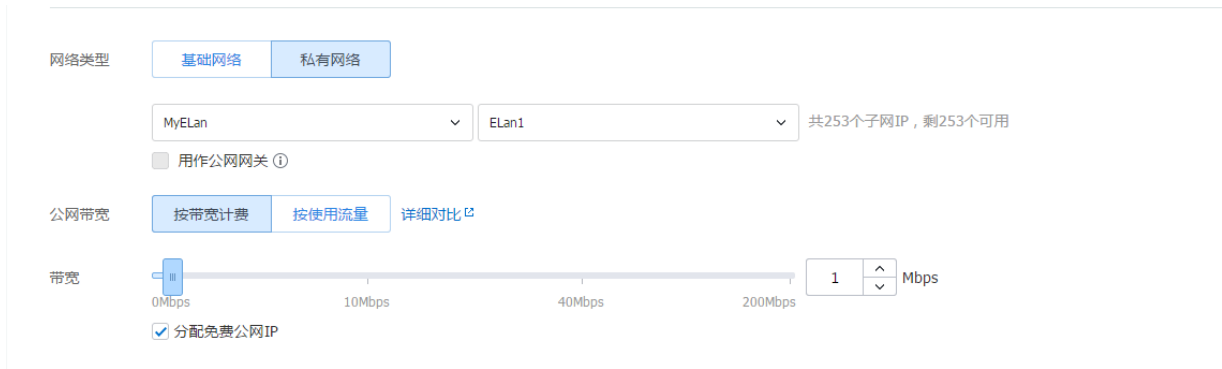 网络类型 基础网络 私有网络
MyELan ELan1 共253个子网IP，剩253个可用
用作公网网关
公网带宽 按带宽计费 按使用流量 详细对比
带宽 1 Mbps
0Mbps 10Mbps 40Mbps 200Mbps
分配免费公网IP